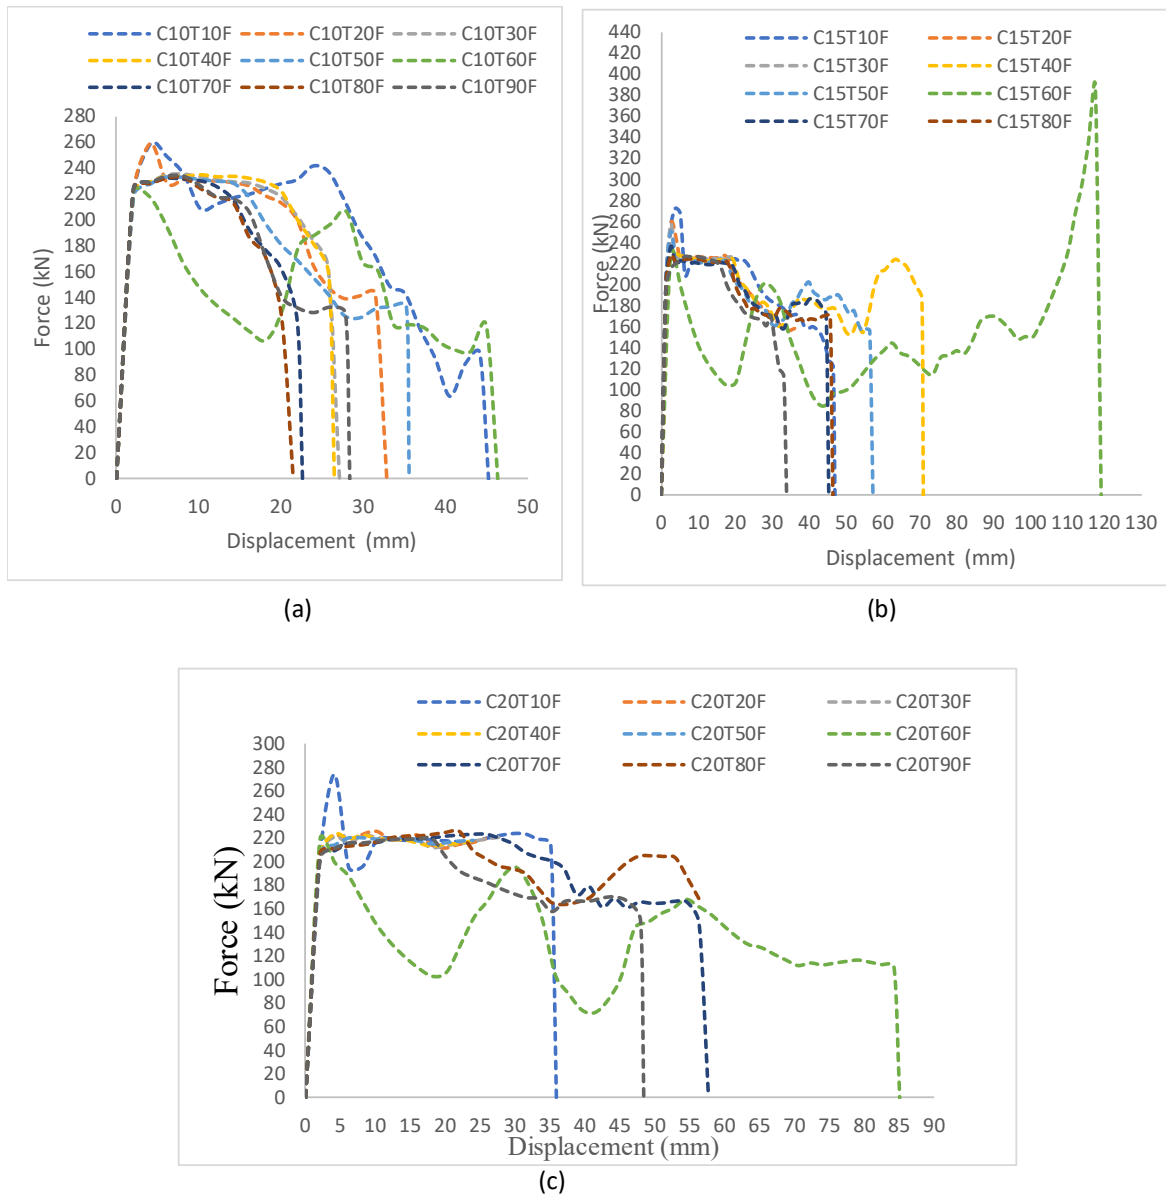 C10T10F C10T20F C10T30F
C10T40F C10T50F C10T60F
C10T70F C10T80F C10T90F
280
260
240
220
200
180
160
140
120
100
80
60
40
20
0
Force (kN)
0 10 20 30 40 50
Displacement (mm)
(a)
C15T10F C15T20F
C15T30F C15T40F
C15T50F C15T60F
C15T70F C15T80F
440
420
400
380
360
340
320
300
280
260
240
220
200
180
160
140
120
100
80
60
40
20
0
Force (kN)
0 10 20 30 40 50 60 70 80 90 100 110 120 130
Displacement (mm)
(b)
C20T10F C20T20F C20T30F
C20T40F C20T50F C20T60F
C20T70F C20T80F C20T90F
300
280
260
240
220
200
180
160
140
120
100
80
60
40
20
0
Force (kN)
0 5 10 15 20 25 30 35 40 45 50 55 60 65 70 75 80 85 90
Displacement (mm)
(c)